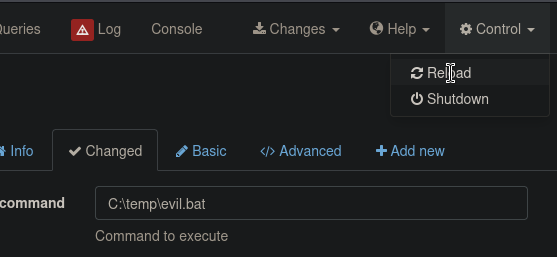 Queries Log Console Changes Help Control
Reload
Shutdown
Info Changed Basic Advanced Add new
command C:\temp\evil.bat
Command to execute